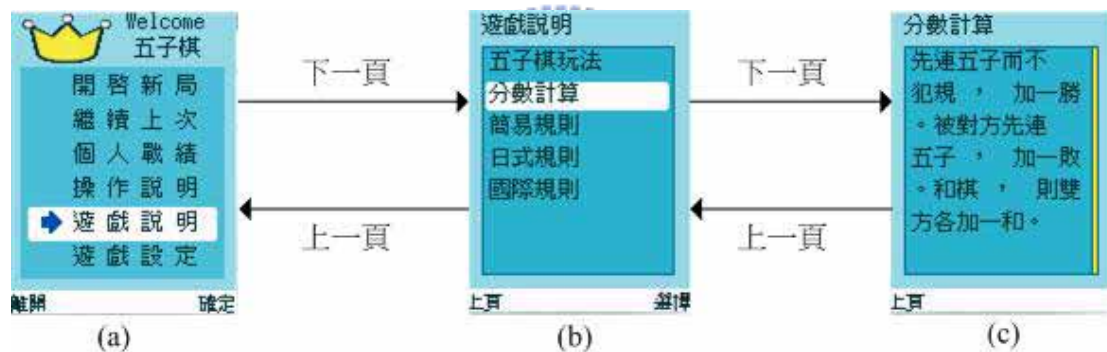 Welcome
五子棋
開啓新局
繼續上次
個人戰績
操作說明
遊戲說明
遊戲設定
離開 確定
(a)
下一頁
上一頁
遊戲說明
五子棋玩法
分數計算
簡易規則
日式規則
國際規則
上頁 選擇
(b)
下一頁
上一頁
分數計算
先連五子而不
犯規，加一勝
。被對方先連
五子，加一敗
。和棋，則雙
方各加一和。
上頁
(c)